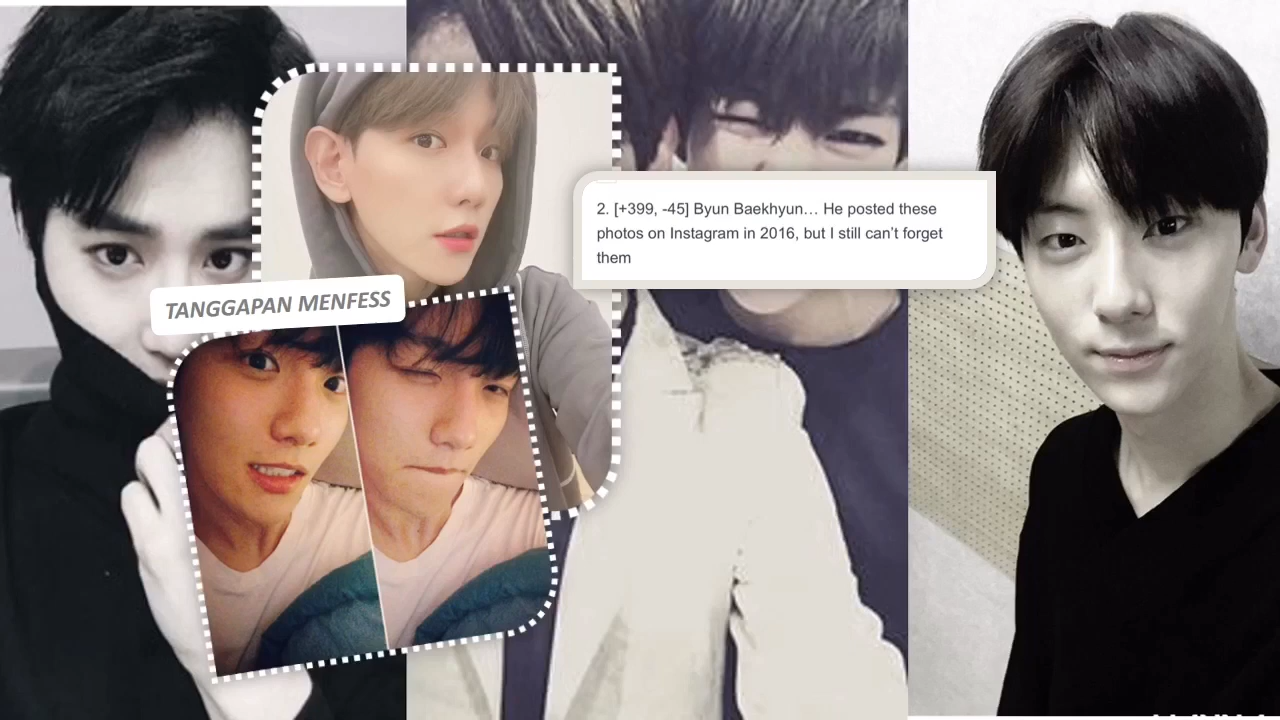 2. [+399, -45] Byun Baekhyun… He posted these
photos on Instagram in 2016, but I still can’t forget
them
TANGGAPAN MENFESS